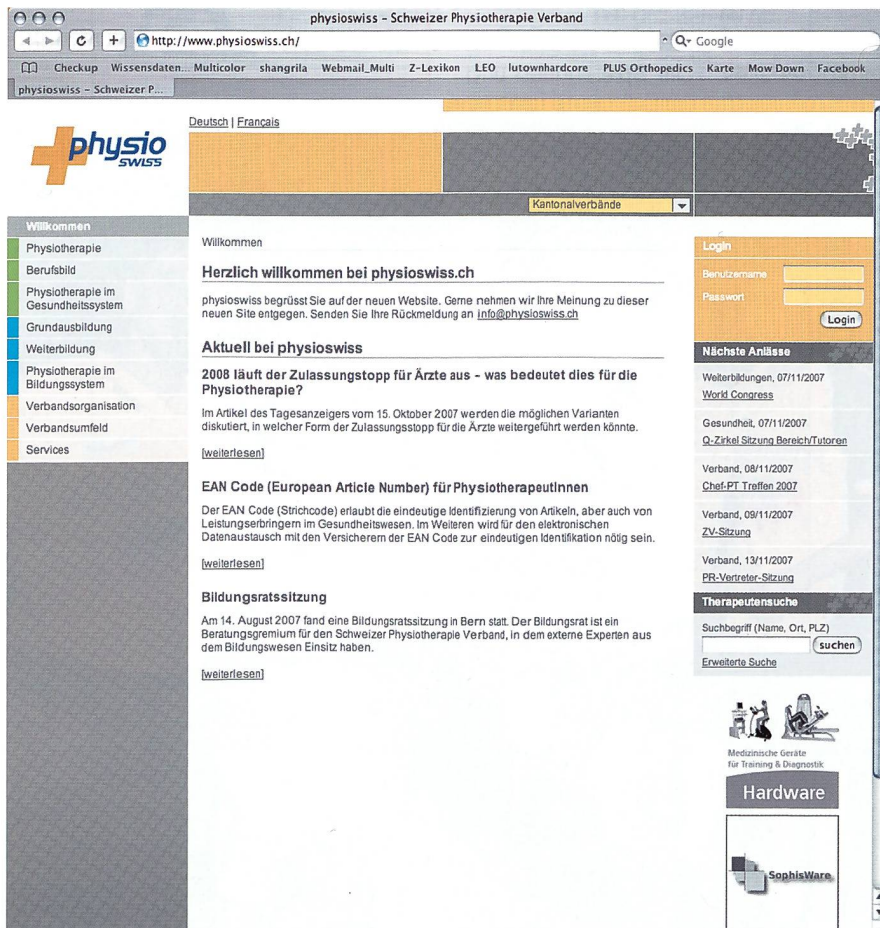 physioswiss – Schweizer Physiotherapie Verband
http://www.physioswiss.ch/
Google
Checkup Wissensdaten... Multicolor shangrila Webmail_Multi Z-Lexikon LEO lutownhardcore PLUS Orthopedics Karte Mow Down Facebook
physioswiss – Schweizer P...
Deutsch | Français
physio
SWISS
Kantonalverbände
Willkommen
Physiotherapie
Berufsbild
Physiotherapie im
Gesundheitssystem
Grundausbildung
Weiterbildung
Physiotherapie im
Bildungssystem
Verbandsorganisation
Verbandsumfeld
Services
Willkommen
Herzlich willkommen bei physioswiss.ch
physioswiss begrüsst Sie auf der neuen Website. Gerne nehmen wir Ihre Meinung zu dieser
neuen Site entgegen. Senden Sie Ihre Rückmeldung an info@physioswiss.ch
Aktuell bei physioswiss
2008 läuft der Zulassungstopp für Ärzte aus – was bedeutet dies für die
Physiotherapie?
Im Artikel des Tagesanzeigers vom 15. Oktober 2007 werden die möglichen Varianten
diskutiert, in welcher Form der Zulassungsstopp für die Ärzte weitergeführt werden könnte.
[weiterlesen]
EAN Code (European Article Number) für PhysiotherapeutInnen
Der EAN Code (Strichcode) erlaubt die eindeutige Identifizierung von Artikeln, aber auch von
Leistungserbringern im Gesundheitswesen. Im Weiteren wird für den elektronischen
Datenaustausch mit den Versicherern der EAN Code zur eindeutigen Identifikation nötig sein.
[weiterlesen]
Bildungsratssitzung
Am 14. August 2007 fand eine Bildungsratssitzung in Bern statt. Der Bildungsrat ist ein
Beratungsgremium für den Schweizer Physiotherapie Verband, in dem externe Experten aus
dem Bildungswesen Einsitz haben.
[weiterlesen]
Login
Benutzername
Passwort
Login
Nächste Anlässe
Weiterbildungen, 07/11/2007
World Congress
Gesundheit, 07/11/2007
Q-Zirkel Sitzung Bereich/Tutoren
Verband, 08/11/2007
Chef-PT Treffen 2007
Verband, 09/11/2007
ZV-Sitzung
Verband, 13/11/2007
PR-Vertreter-Sitzung
Therapeutensuche
Suchbegriff (Name, Ort, PLZ)
suchen
Erweiterte Suche
Medizinische Geräte
für Training & Diagnostik
Hardware
SophisWare